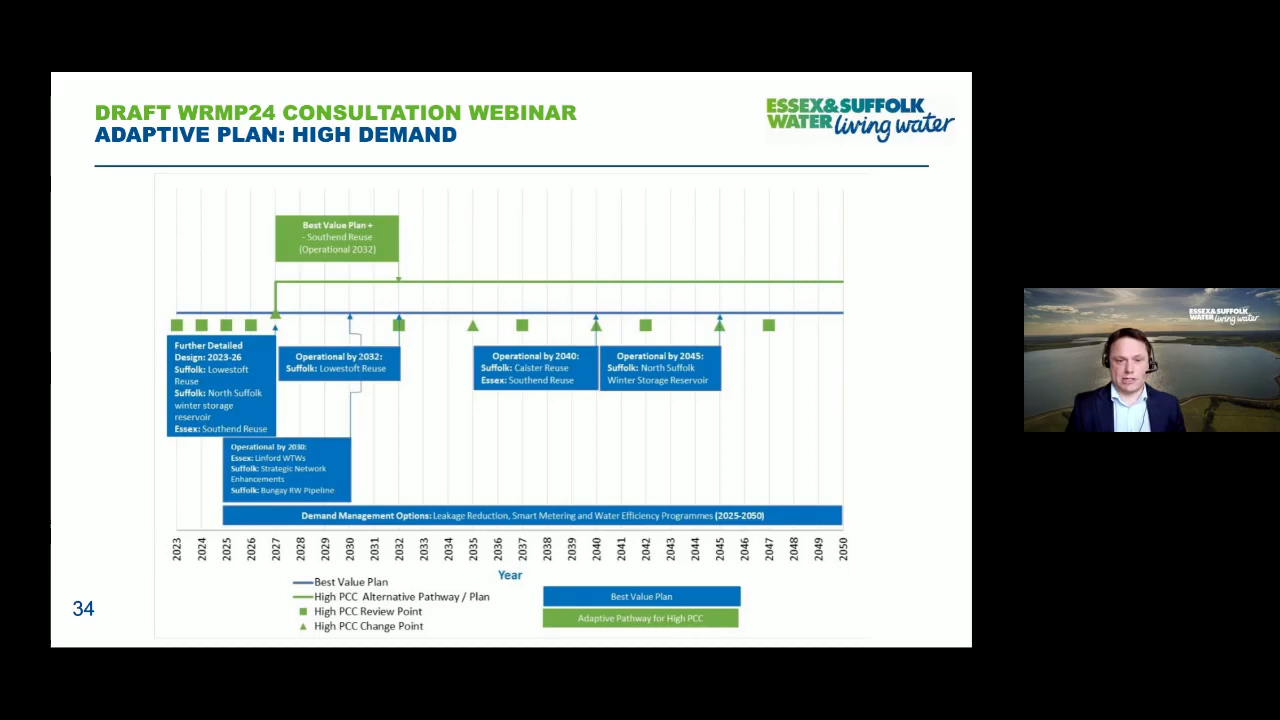 DRAFT WRMP24 CONSULTATION WEBINAR
ADAPTIVE PLAN: HIGH DEMAND
ESSEX&SUFFOLK
WATER living water
Best Value Plan +
- Southend Reuse
(Operational 2032)
Further Detailed
Design: 2023-26
Suffolk: Lowestoft
Reuse
Suffolk: North Suffolk
winter storage
reservoir
Essex: Southend Reuse
Operational by 2032:
Suffolk: Lowestoft Reuse
Operational by 2040:
Suffolk: Caister Reuse
Essex: Southend Reuse
Operational by 2045:
Suffolk: North Suffolk
Winter Storage Reservoir
Operational by 2030:
Essex: Linford WTWs
Suffolk: Strategic Network
Enhancements
Suffolk: Bungay RW Pipeline
Demand Management Options: Leakage Reduction, Smart Metering and Water Efficiency Programmes (2025-2050)
2023 2024 2025 2026 2027 2028 2029 2030 2031 2032 2033 2034 2035 2036 2037 2038 2039 2040 2041 2042 2043 2044 2045 2046 2047 2048 2049 2050
Year
Best Value Plan
High PCC Alternative Pathway / Plan
High PCC Review Point
High PCC Change Point
Best Value Plan
Adaptive Pathway for High PCC
34
ESSEX&SUFFOLK
WATER living water